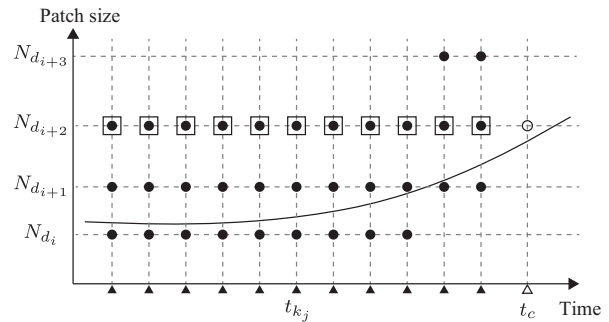 Patch size
N_{d_{i+3}}
N_{d_{i+2}}
N_{d_{i+1}}
N_{d_i}
t_{k_j}
t_c
Time